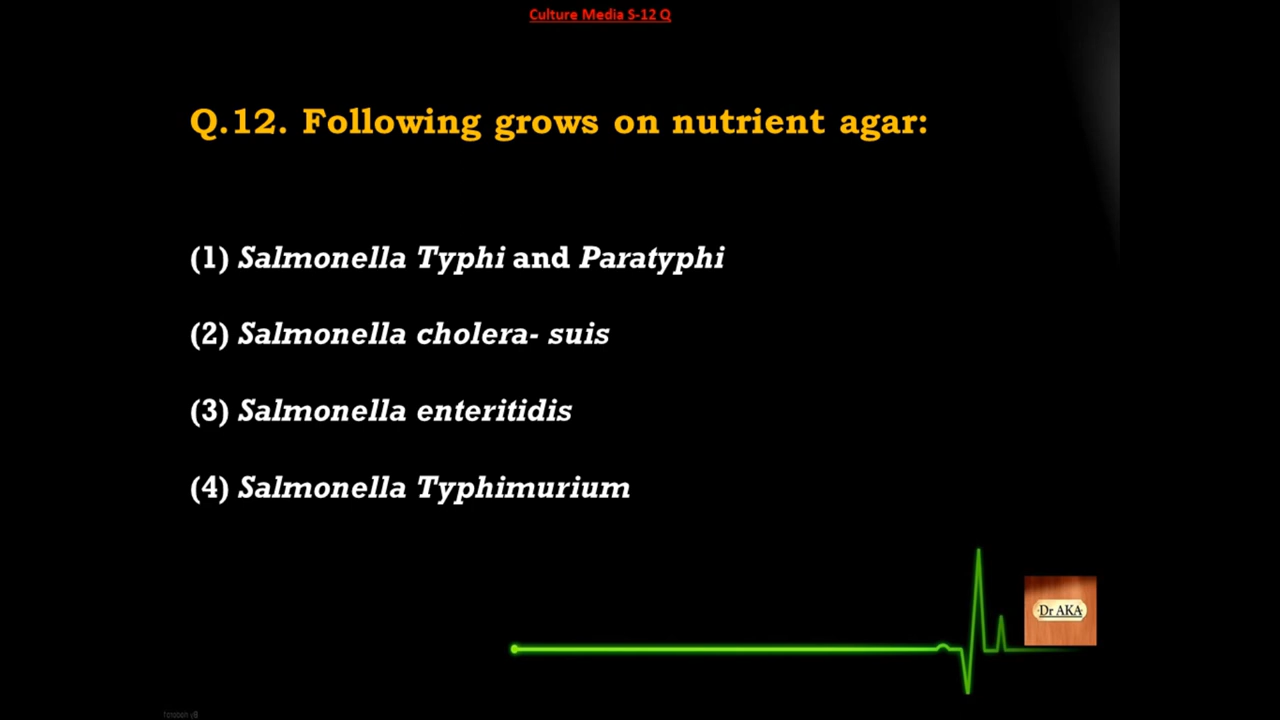 Culture Media S-12 Q
Q.12. Following grows on nutrient agar:
(1) Salmonella Typhi and Paratyphi
(2) Salmonella cholera- suis
(3) Salmonella enteritidis
(4) Salmonella Typhimurium
Dr AKA